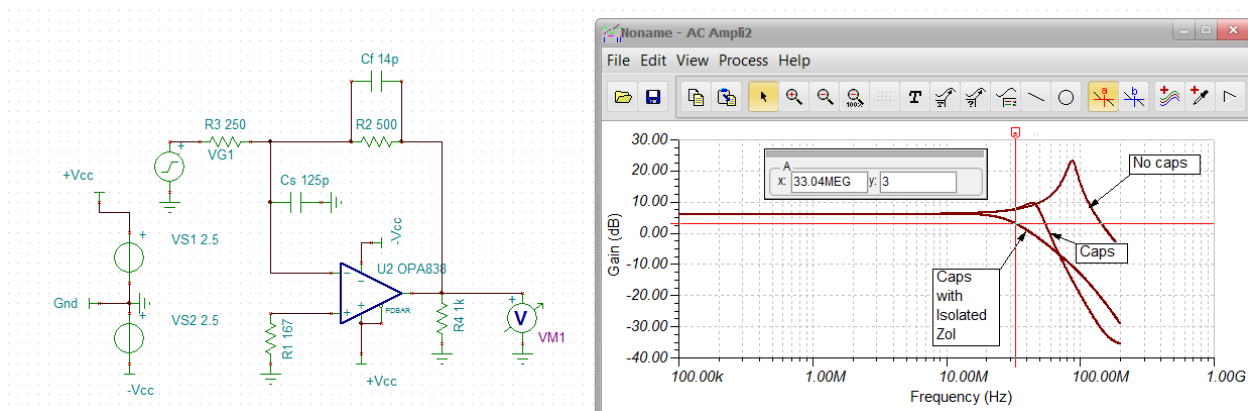 Cf 14p
R3 250
R2 500
VG1
+Vcc
Cs 125p
-Vcc
VS1 2.5
U2 OPA838
PDBAR
Gnd
VS2 2.5
R1 167
R4 1k
V
VM1
+Vcc
-Vcc
Noname - AC Ampli2
File Edit View Process Help
100%
T
a
b
30.00
20.00
10.00
0.00
-10.00
-20.00
-30.00
-40.00
Gain (dB)
A
x: 33.04MEG y: 3
No caps
Caps
Caps
with
Isolated
Zol
100.00k 1.00M 10.00M 100.00M 1.00G
Frequency (Hz)